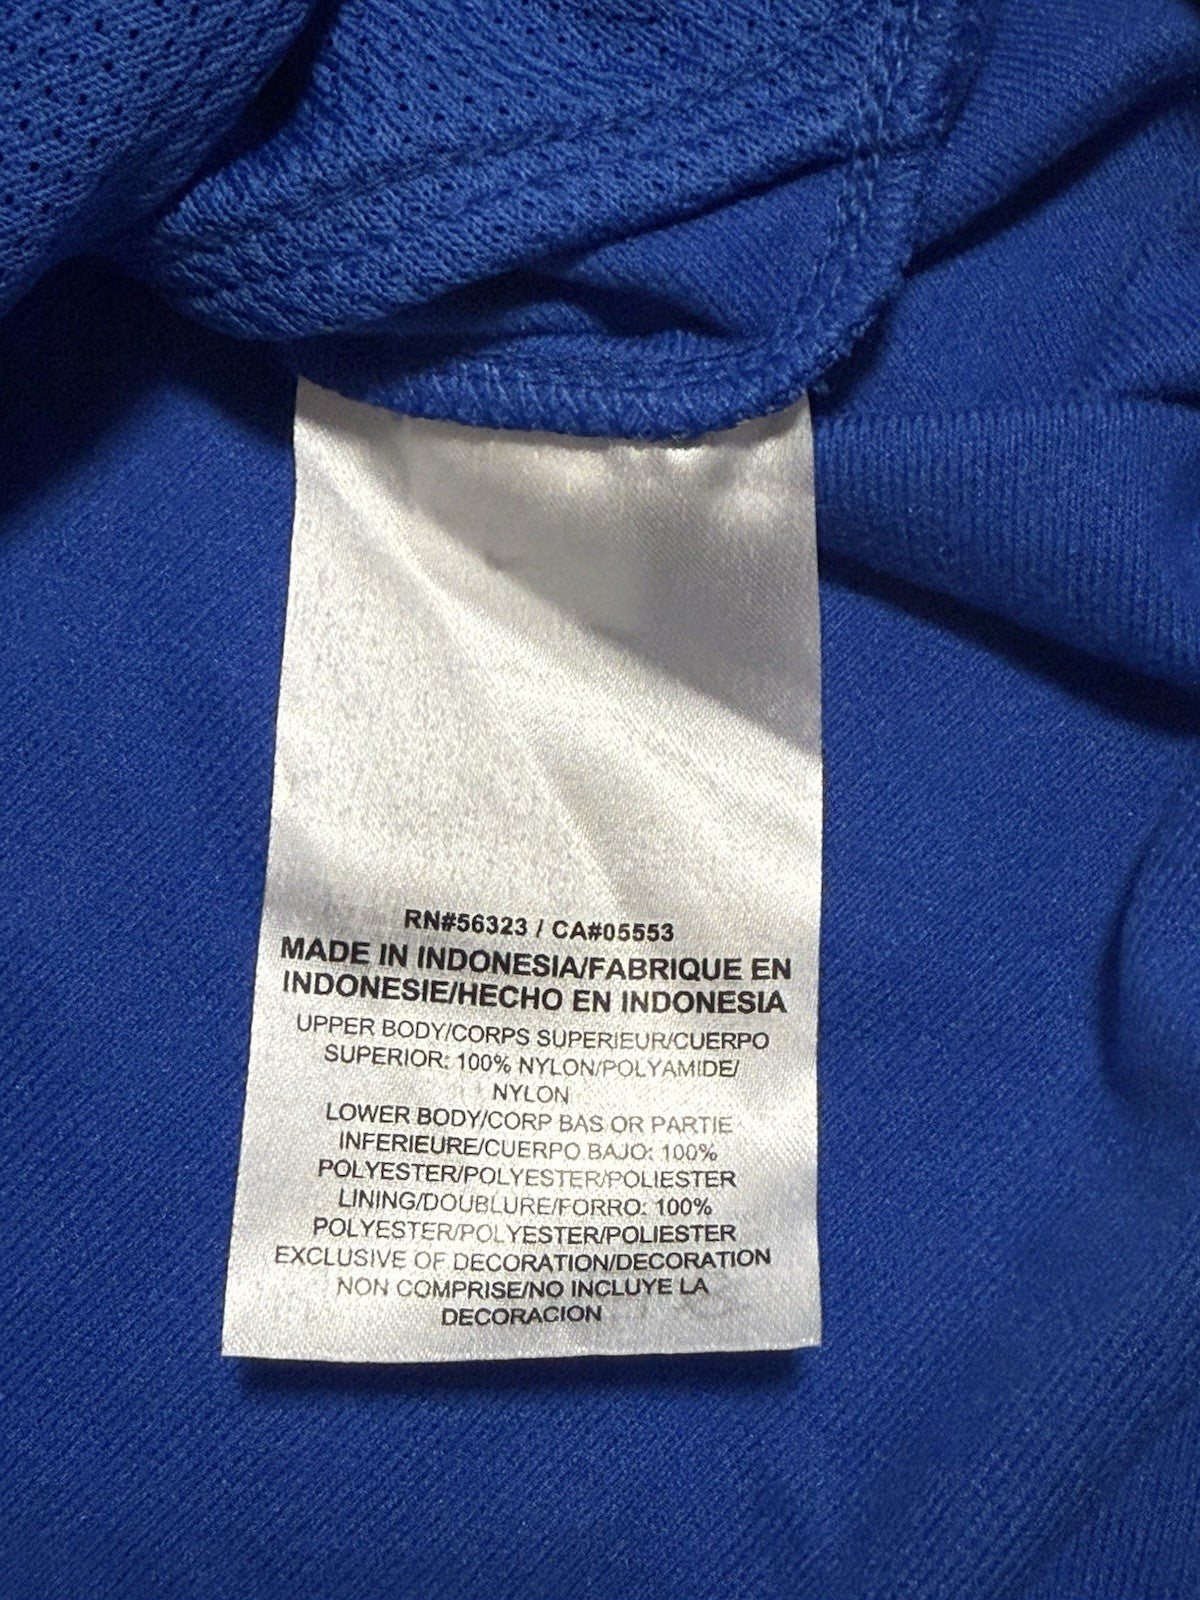 RN#56323 / CA#05553
MADE IN INDONESIA/FABRIQUE EN
INDONESIE/HECHO EN INDONESIA
UPPER BODY/CORPS SUPERIEUR/CUERPO
SUPERIOR: 100% NYLON/POLYAMIDE/
NYLON
LOWER BODY/CORP BAS OR PARTIE
INFERIEURE/CUERPO BAJO: 100%
POLYESTER/POLYESTER/POLIESTER
LINING/DOUBLURE/FORRO: 100%
POLYESTER/POLYESTER/POLIESTER
EXCLUSIVE OF DECORATION/DECORATION
NON COMPRISE/NO INCLUYE LA
DECORACION